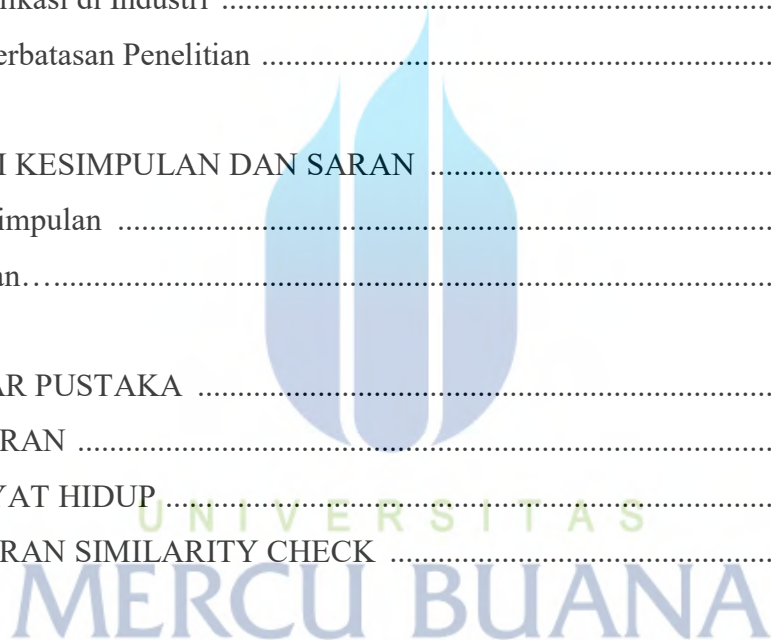 likasi di Industri ..........................................................................
erbatasan Penelitian ....................................................................
I KESIMPULAN DAN SARAN .............................................
impulan ........................................................................................
an…..............................................................................................
AR PUSTAKA ..............................................................................
RAN ..............................................................................................
YAT HIDUP .................................................................................
UNIVERSITAS
RAN SIMILARITY CHECK ...................................................
MERCU BUANA